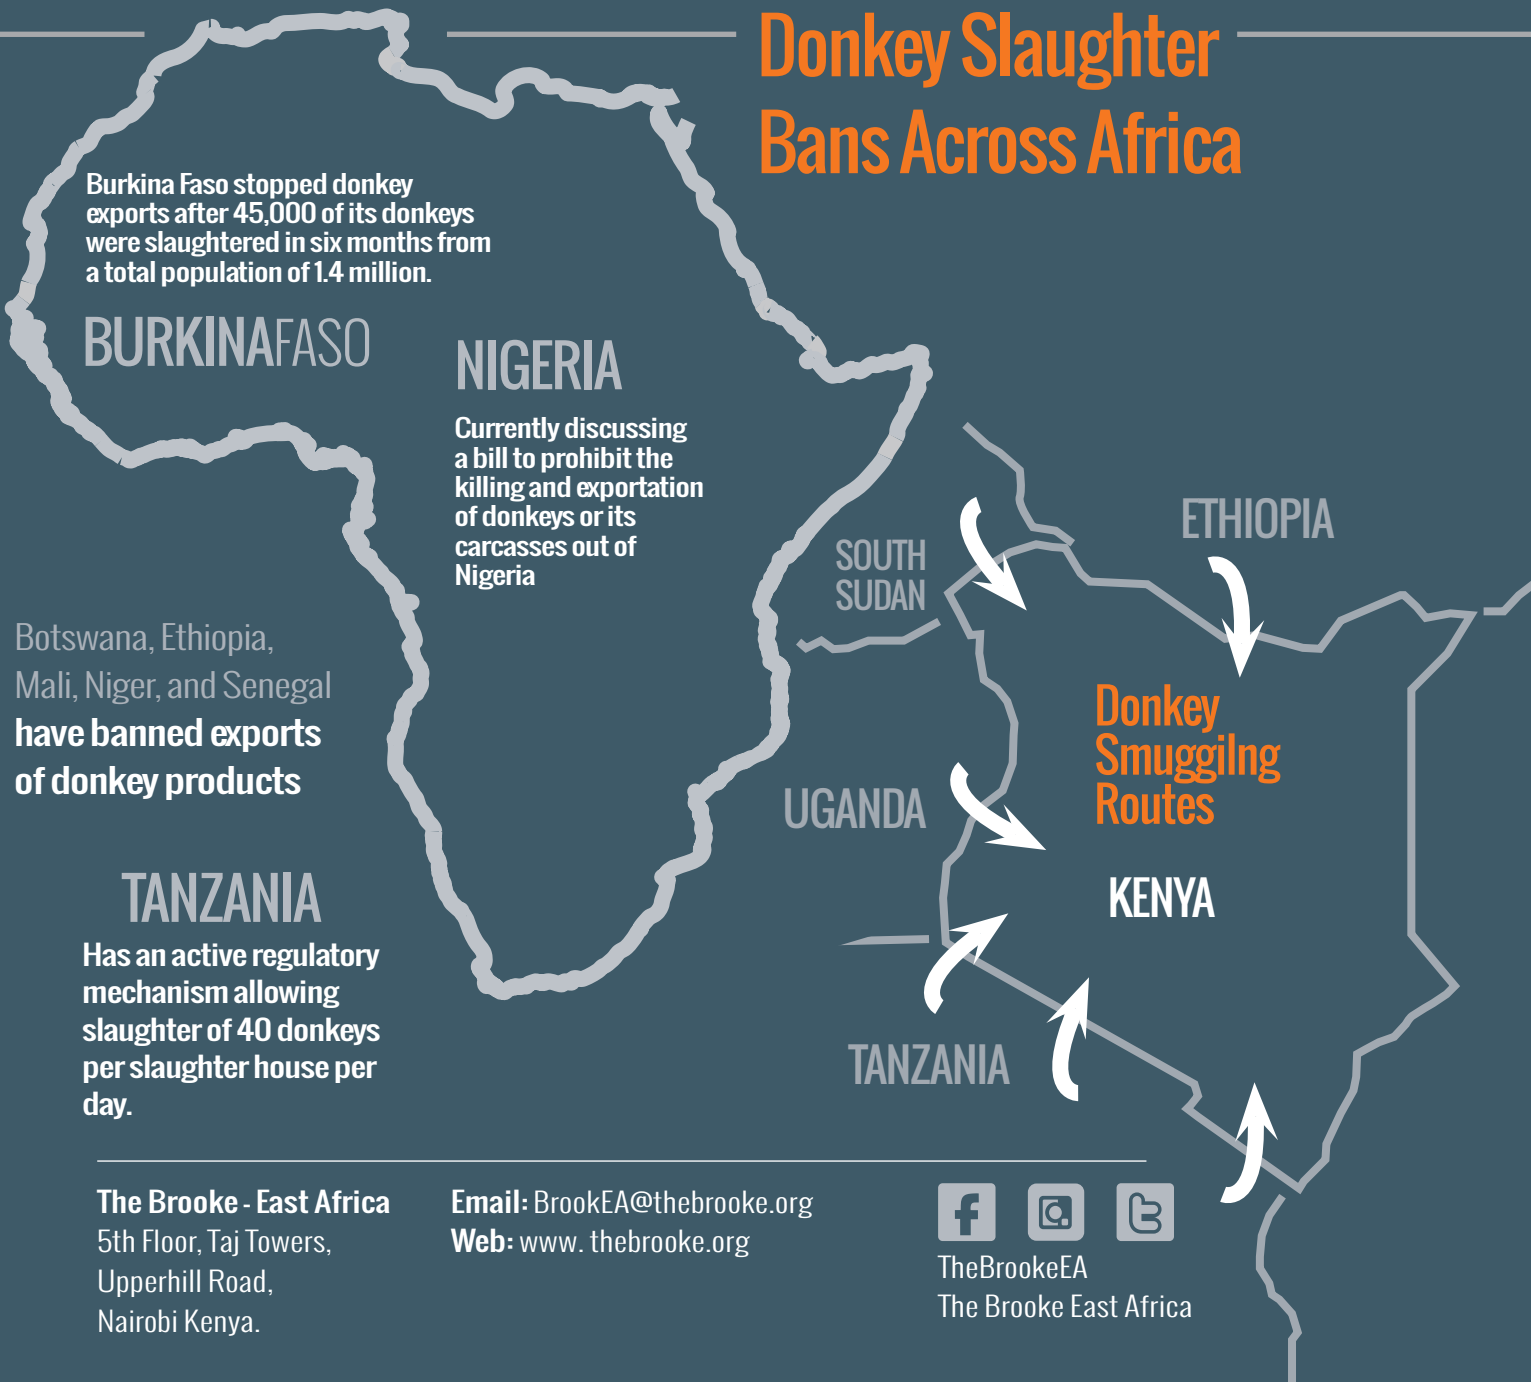 Donkey Slaughter
Bans Across Africa
Burkina Faso stopped donkey
exports after 45,000 of its donkeys
were slaughtered in six months from
a total population of 1.4 million.
BURKINAFASO
NIGERIA
Currently discussing
a bill to prohibit the
killing and exportation
of donkeys or its
carcasses out of
Nigeria
Botswana, Ethiopia,
Mali, Niger, and Senegal
have banned exports
of donkey products
TANZANIA
Has an active regulatory
mechanism allowing
slaughter of 40 donkeys
per slaughter house per
day.
SOUTH
SUDAN
ETHIOPIA
Donkey
Smuggilng
Routes
UGANDA
KENYA
TANZANIA
The Brooke - East Africa
5th Floor, Taj Towers,
Upperhill Road,
Nairobi Kenya.
Email: BrookEA@thebrooke.org
Web: www. thebrooke.org
TheBrookeEA
The Brooke East Africa